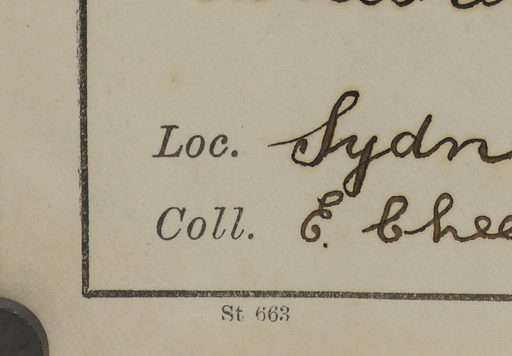 Loc. Sydn
Coll. E. Chee
St 663